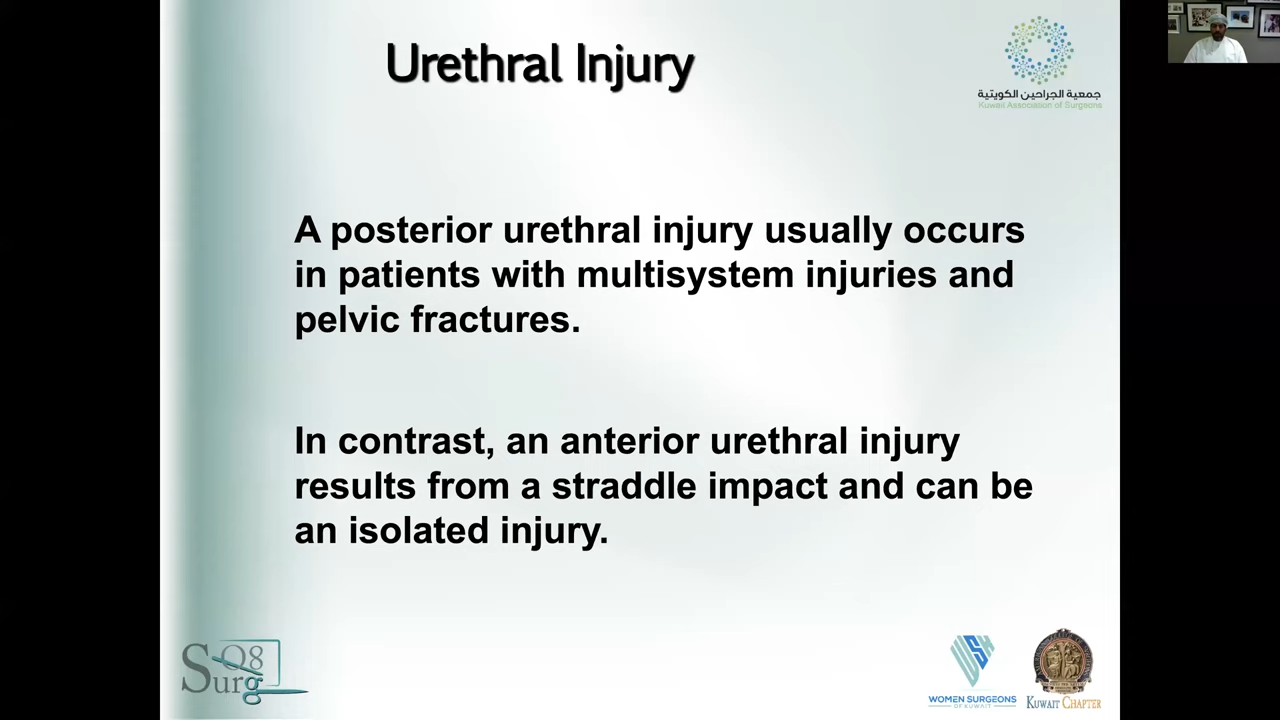 Urethral Injury
جمعية الجراحين الكويتية
Kuwait Association of Surgeons
A posterior urethral injury usually occurs
in patients with multisystem injuries and
pelvic fractures.
In contrast, an anterior urethral injury
results from a straddle impact and can be
an isolated injury.
Q8
Surg
WOMEN SURGEONS
OF KUWAIT
KUWAIT CHAPTER